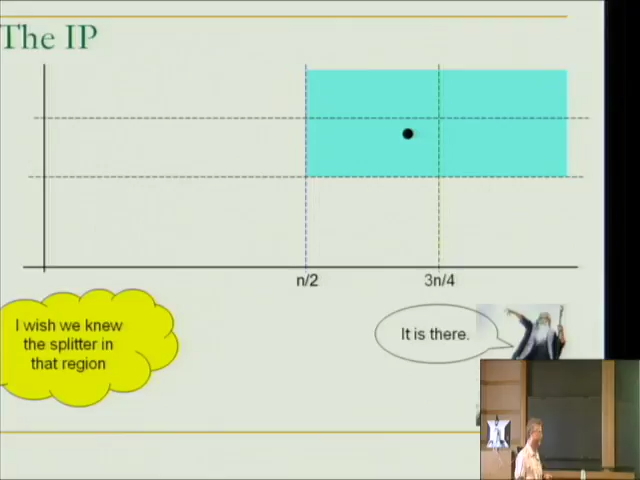 The IP
n/2
3n/4
I wish we knew
the splitter in
that region
It is there.